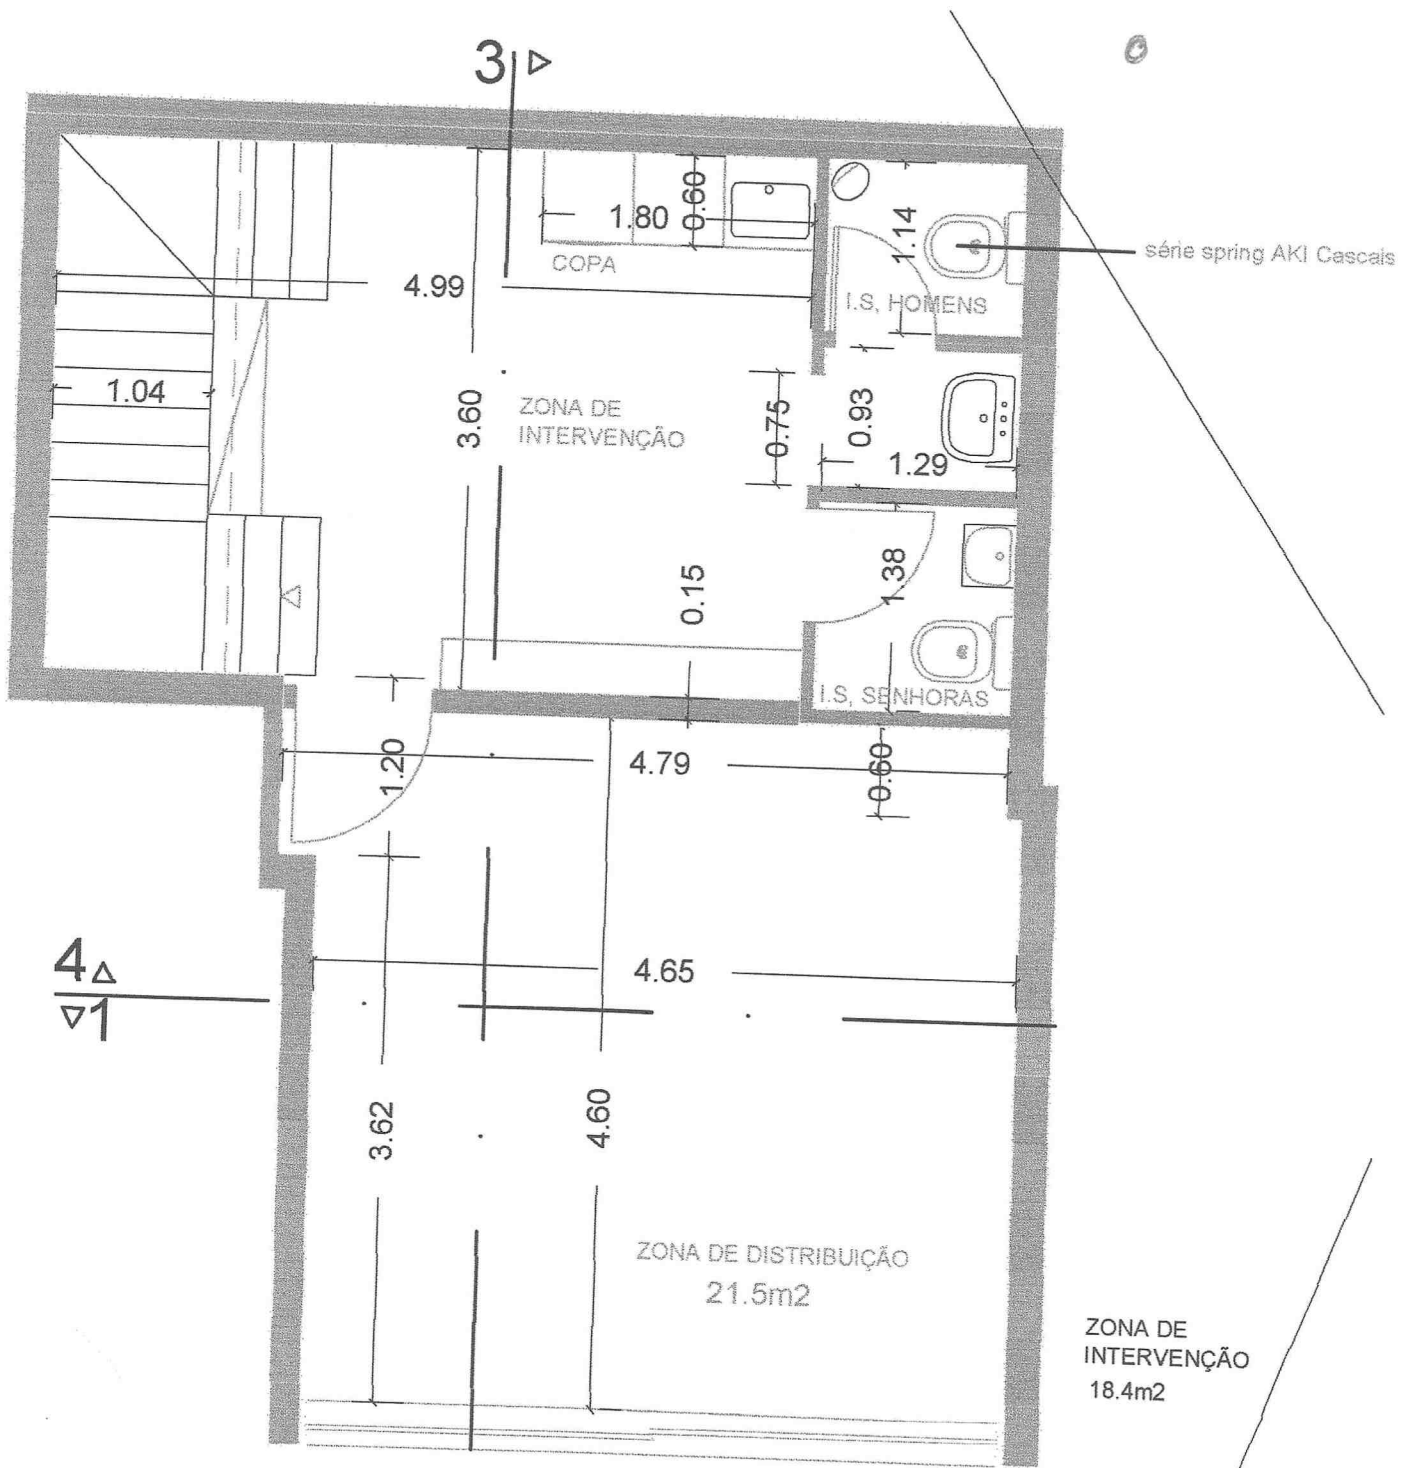 3
1.80
0.60
COPA
1.14
série spring AKI Cascais
4.99
I.S, HOMENS
1.04
3.60
ZONA DE
INTERVENÇÃO
0.75
0.93
1.29
0.15
1.38
I.S, SENHORAS
1.20
4.79
0.60
4
1
4.65
3.62
4.60
ZONA DE DISTRIBUIÇÃO
21.5m2
ZONA DE
INTERVENÇÃO
18.4m2